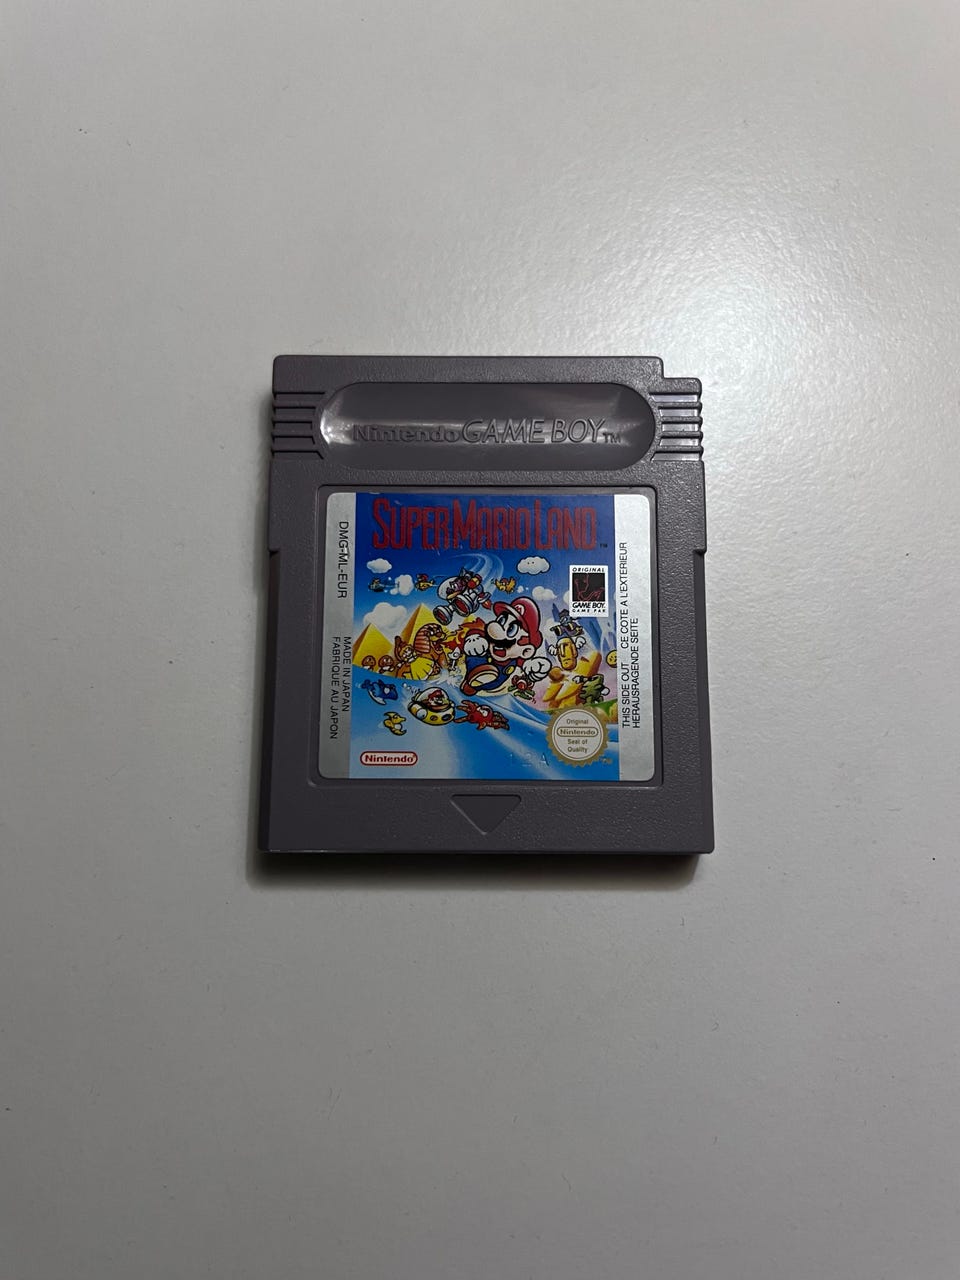 Nintendo GAME BOY TM
SUPER MARIO LAND TM
DMG-ML-EUR
MADE IN JAPAN
FABRIQUE AU JAPON
ORIGINAL
GAME BOY
GAME PAK
THIS SIDE OUT CE COTE A L'EXTERIEUR
HERAUSRAGENDE SEITE
Nintendo®
Original
Nintendo
Seal of
Quality